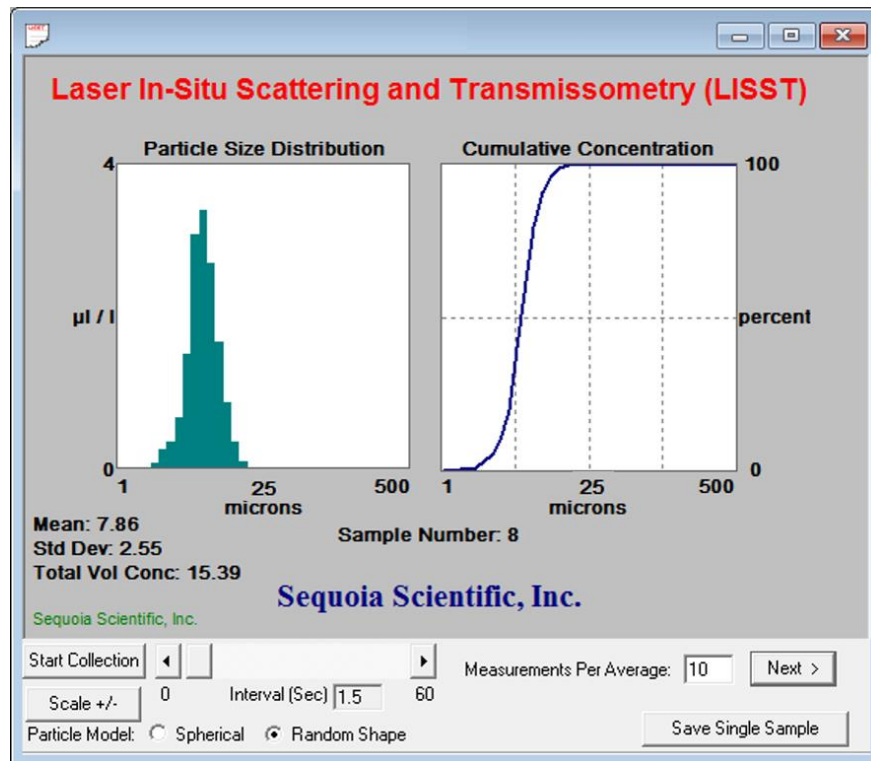 Laser In-Situ Scattering and Transmissometry (LISST)
Particle Size Distribution
4
µl / l
0
1 25 500
microns
Cumulative Concentration
100
percent
0
1 25 500
microns
Mean: 7.86
Std Dev: 2.55
Total Vol Conc: 15.39
Sample Number: 8
Sequoia Scientific, Inc.
Sequoia Scientific, Inc.
Start Collection
Scale +/-
0 Interval (Sec) 1.5 60
Measurements Per Average: 10 Next >
Particle Model: Spherical Random Shape
Save Single Sample